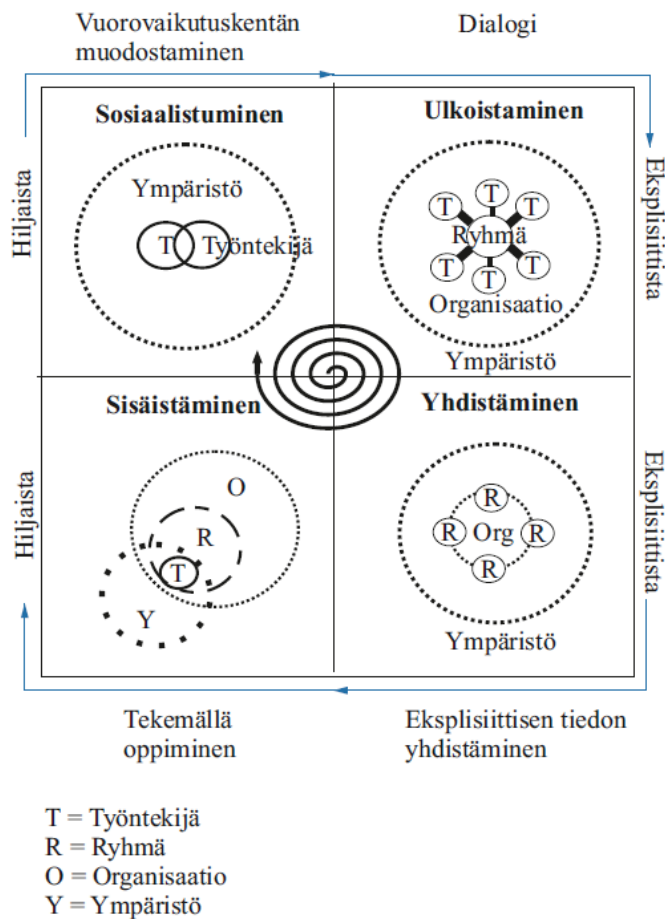 Vuorovaikutuskentän
muodostaminen
Dialogi
Hiljaista
Sosiaalistuminen
Ympäristö
T
Työntekijä
Ulkoistaminen
T
T
T
Ryhmä
T
T
T
Organisaatio
Ympäristö
Eksplisiittista
Hiljaista
Sisäistäminen
O
R
T
Y
Yhdistäminen
R
R
Org
R
R
Ympäristö
Eksplisiittista
Tekemällä
oppiminen
Eksplisiittisen tiedon
yhdistäminen
T = Työntekijä
R = Ryhmä
O = Organisaatio
Y = Ympäristö